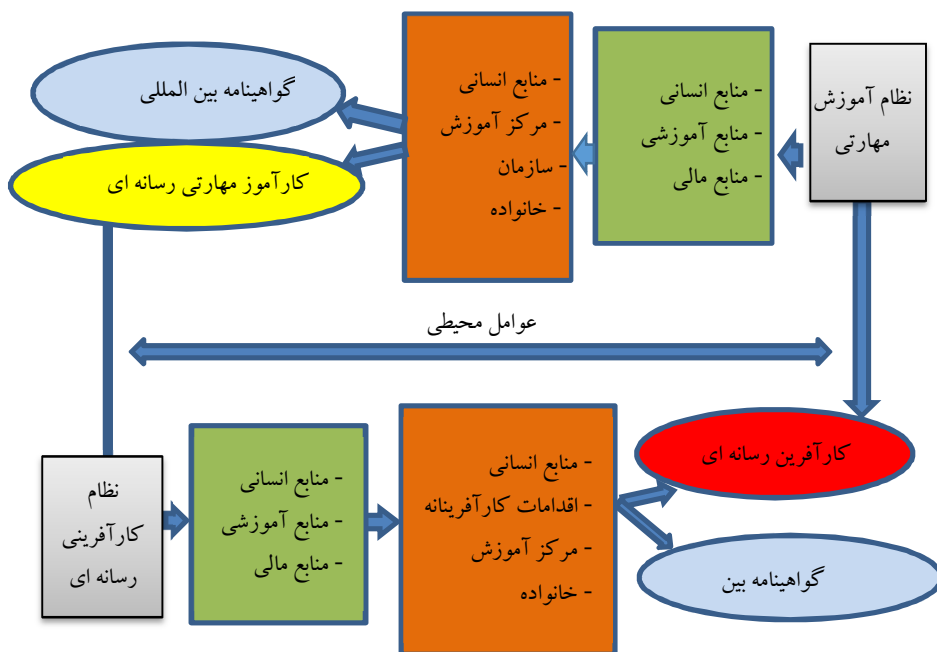 نظام آموزش
مهارتی
- منابع انسانی
- منابع آموزشی
- منابع مالی
- منابع انسانی
- مرکز آموزش
- سازمان
- خانواده
گواهینامه بین المللی
کارآموز مهارتی رسانه ای
عوامل محیطی
نظام
کارآفرینی
رسانه ای
- منابع انسانی
- منابع آموزشی
- منابع مالی
- منابع انسانی
- اقدامات کارآفرینانه
- مرکز آموزش
- خانواده
کارآفرین رسانه ای
گواهینامه بین